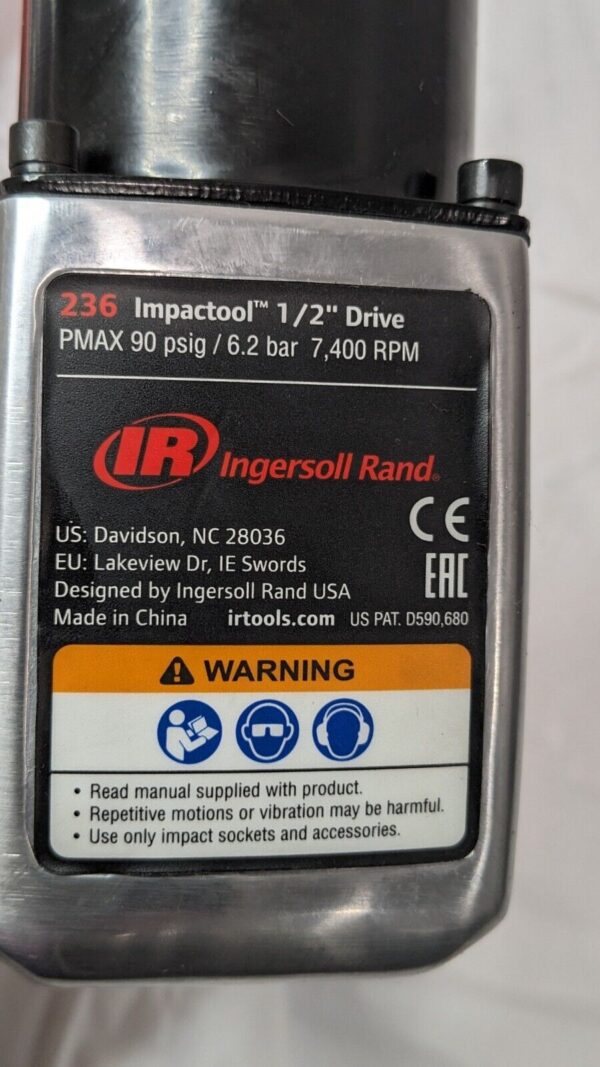 236 Impactool™ 1/2" Drive
PMAX 90 psig / 6.2 bar 7,400 RPM
IR Ingersoll Rand®
CE
US: Davidson, NC 28036
EU: Lakeview Dr, IE Swords
EAC
Designed by Ingersoll Rand USA
Made in China irtools.com US PAT. D590,680
WARNING
• Read manual supplied with product.
• Repetitive motions or vibration may be harmful.
• Use only impact sockets and accessories.